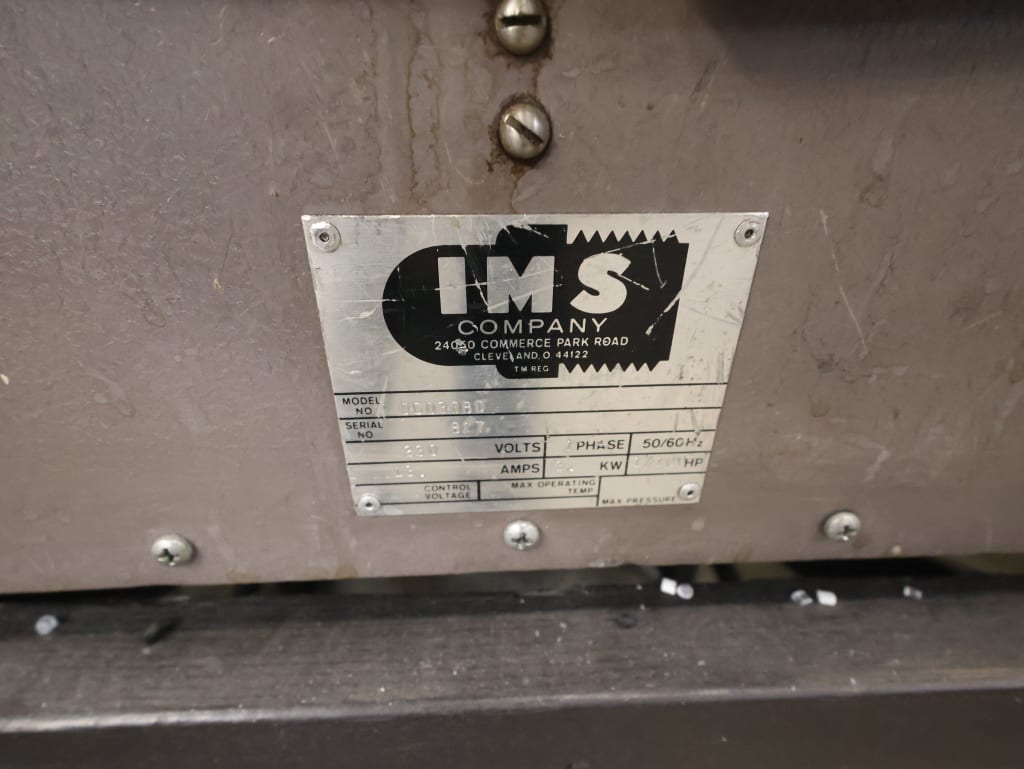 IMS
COMPANY
24050 COMMERCE PARK ROAD
CLEVELAND, O 44122
T M REG
MODEL NO
SERIAL NO 817
VOLTS PHASE 50/60Hz
AMPS KW HP
CONTROL VOLTAGE MAX OPERATING TEMP MAX PRESSURE